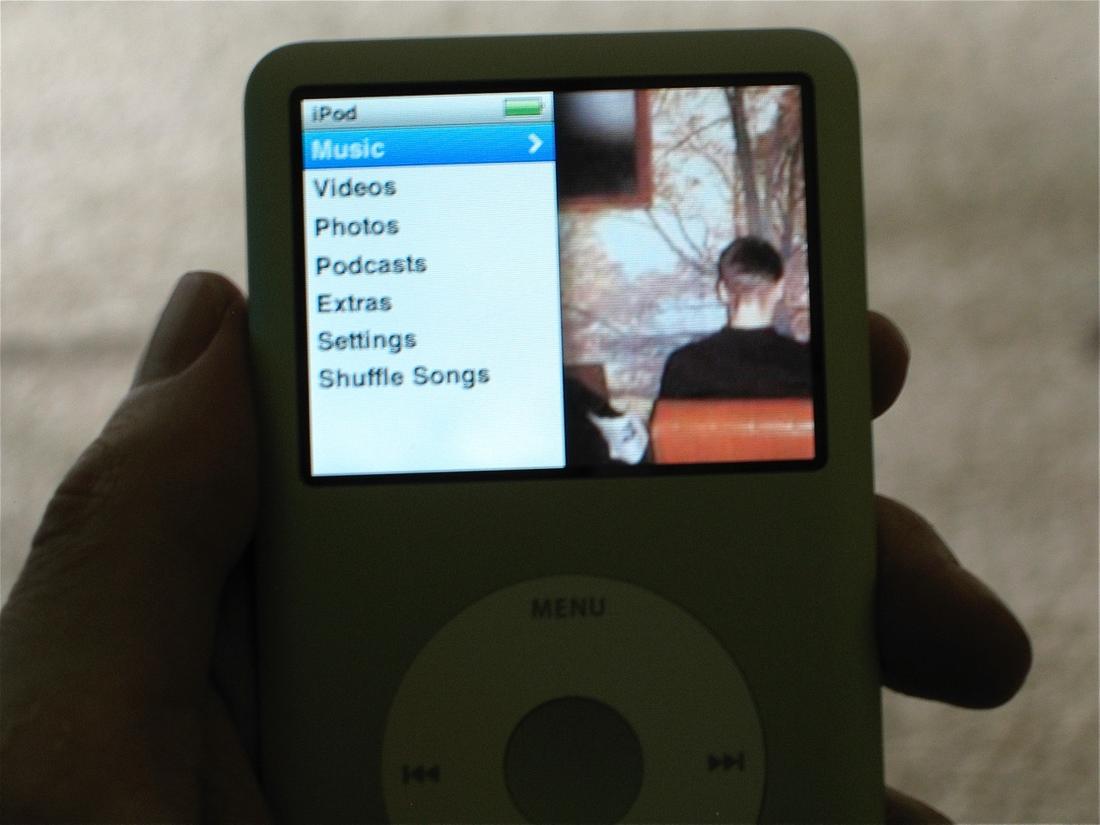 iPod
Music
Videos
Photos
Podcasts
Extras
Settings
Shuffle Songs
MENU